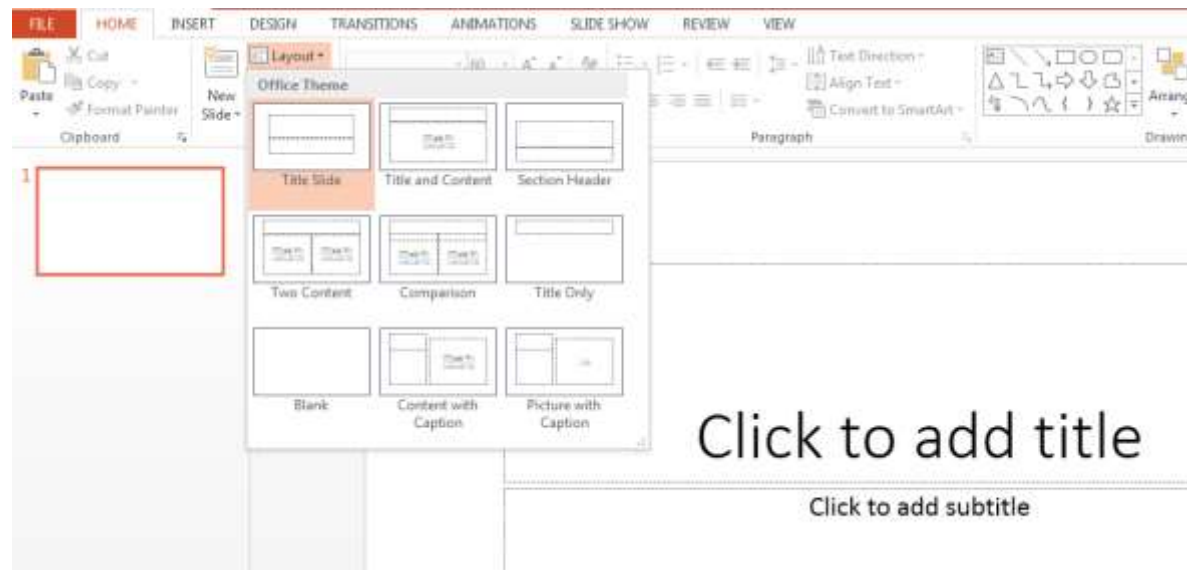 FILE HOME INSERT DESIGN TRANSITIONS ANIMATIONS SLIDE SHOW REVIEW VIEW
Cut
Copy
Format Painter
Paste
Clipboard
New
Slide
Layout
Text Direction
Align Text
Convert to SmartArt
Paragraph
Arrang
Drawin
Office Theme
Title Slide
Title and Content
Section Header
Two Content
Comparison
Title Only
Blank
Content with
Caption
Picture with
Caption
1
Click to add title
Click to add subtitle